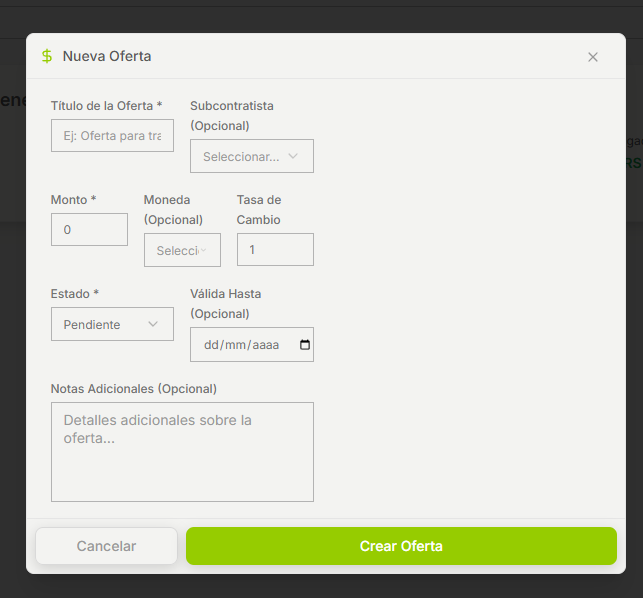 $ Nueva Oferta
Título de la Oferta *
Subcontratista
(Opcional)
Ej: Oferta para tra
Seleccionar...
Monto *
Moneda
(Opcional)
Tasa de
Cambio
0
Selecci
1
Estado *
Válida Hasta
(Opcional)
Pendiente
dd/mm/aaaa
Notas Adicionales (Opcional)
Detalles adicionales sobre la
oferta...
Cancelar
Crear Oferta